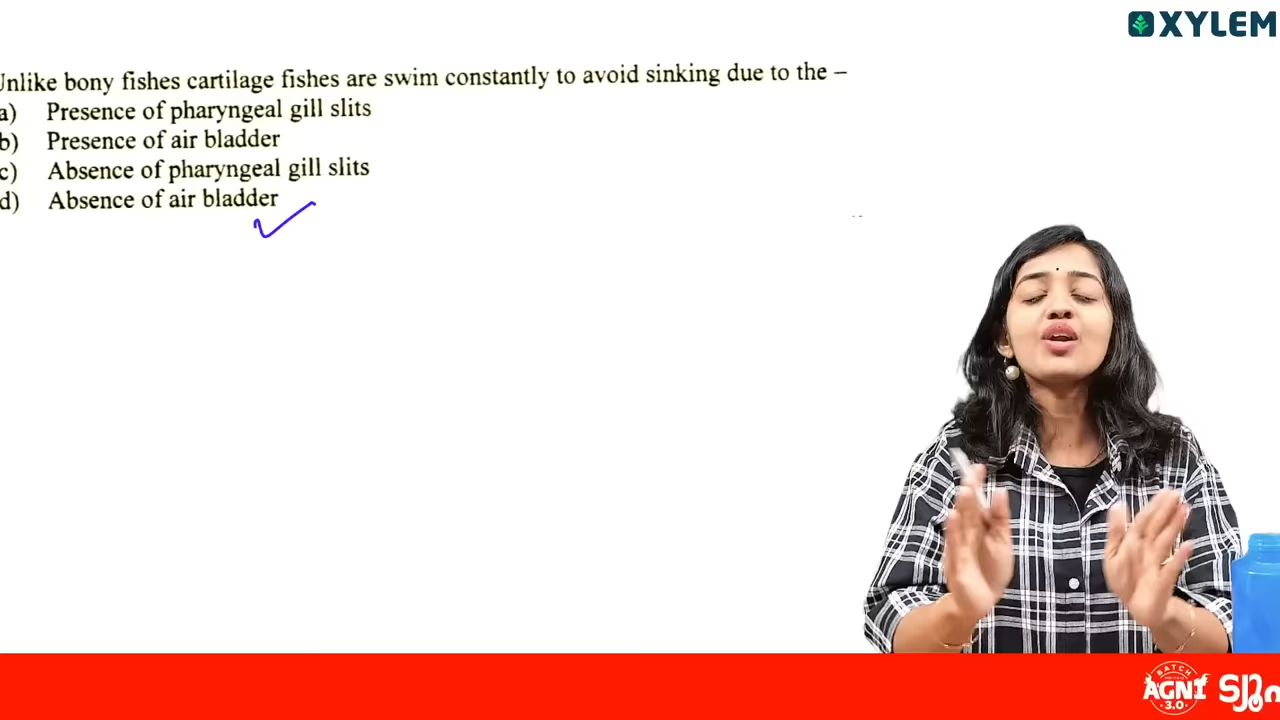 XYLEM
Unlike bony fishes cartilage fishes are swim constantly to avoid sinking due to the –
a) Presence of pharyngeal gill slits
b) Presence of air bladder
c) Absence of pharyngeal gill slits
d) Absence of air bladder
BATCH
AGNI
3.0